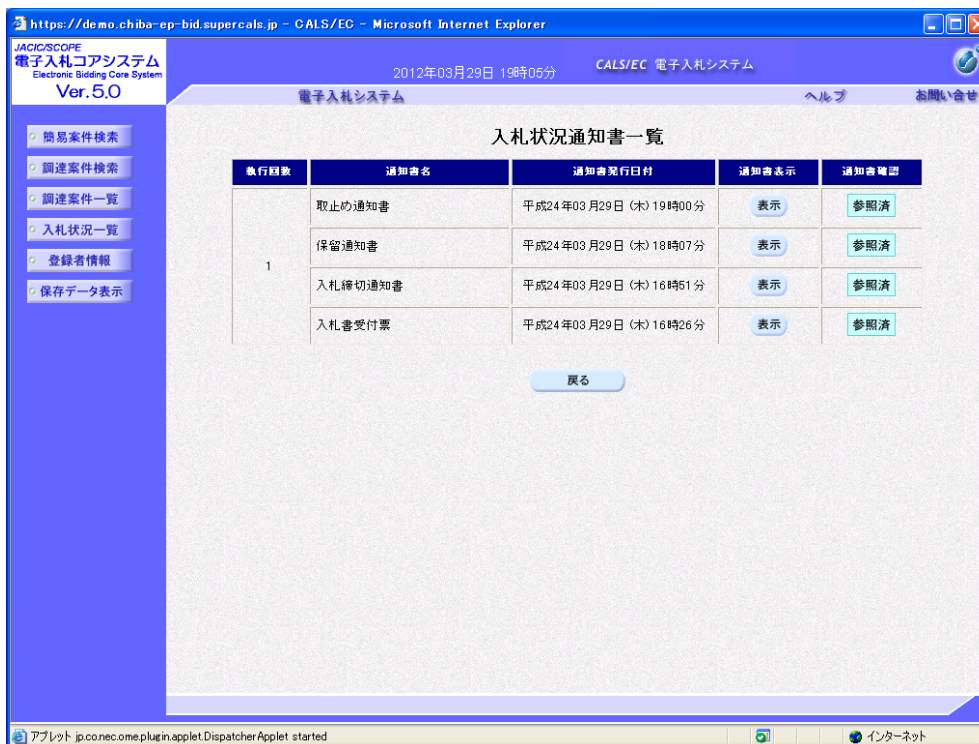 https://demo.chiba-ep-bid.supercals.jp - CALS/EC - Microsoft Internet Explorer
JACIC/SCOPE
電子入札コアシステム
Electronic Bidding Core System
Ver.5.0
2012年03月29日 19時05分
CALS/EC 電子入札システム
電子入札システム
ヘルプ
お問い合せ
簡易案件検索
調達案件検索
調達案件一覧
入札状況一覧
登録者情報
保存データ表示
入札状況通知書一覧
執行回数 通知書名 通知書発行日付 通知書表示 通知書確認
1
取止め通知書 平成24年03月29日 (木) 19時00分 表示 参照済
保留通知書 平成24年03月29日 (木) 18時07分 表示 参照済
入札締切通知書 平成24年03月29日 (木) 16時51分 表示 参照済
入札書受付票 平成24年03月29日 (木) 16時26分 表示 参照済
戻る
アプレット jp.co.nec.ome.plugin.applet.DispatcherApplet started
インターネット